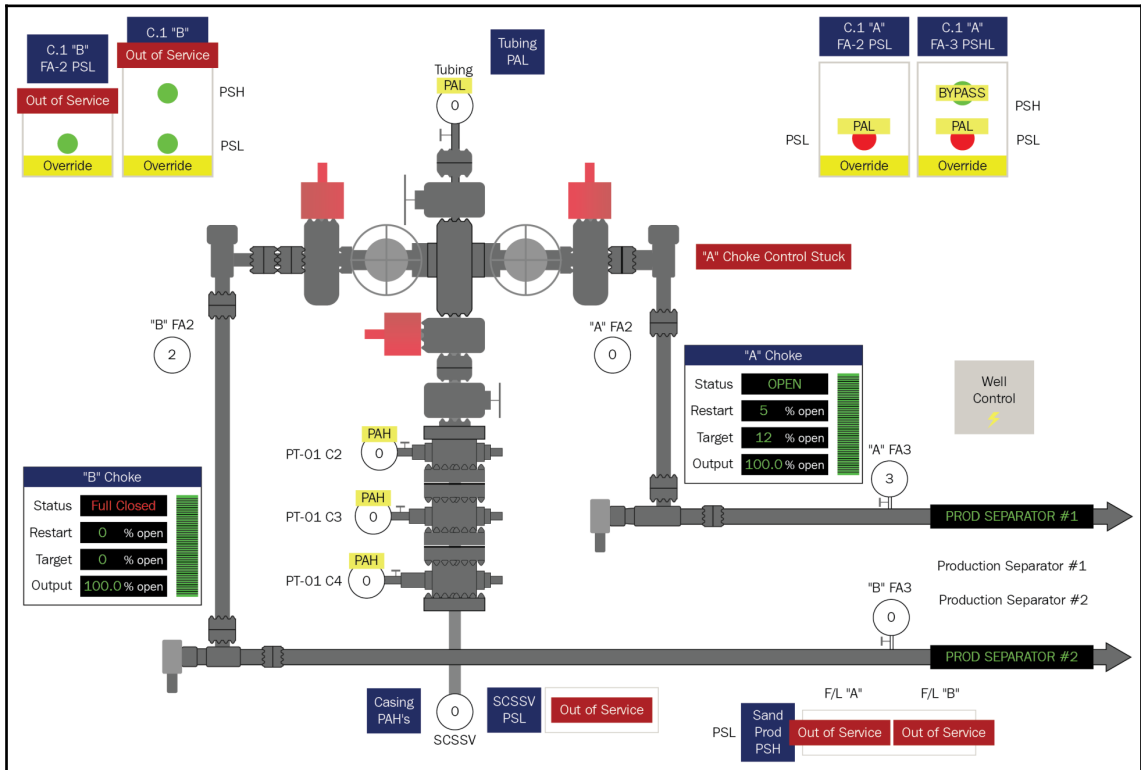 C.1 "B"
FA-2 PSL
Out of Service
Override
C.1 "B"
Out of Service
PSH
PSL
Override
Tubing
PAL
0
Tubing
PAL
C.1 "A"
FA-2 PSL
PSL
PAL
Override
C.1 "A"
FA-3 PSHL
BYPASS
PSH
PAL
PSL
Override
"A" Choke Control Stuck
"B" FA2
2
"A" FA2
0
"A" Choke
Status OPEN
Restart 5 % open
Target 12 % open
Output 100.0 % open
Well
Control
"B" Choke
Status Full Closed
Restart 0 % open
Target 0 % open
Output 100.0 % open
PAH
PT-01 C2 0
PAH
PT-01 C3 0
PAH
PT-01 C4 0
"A" FA3
3
PROD SEPARATOR #1
Production Separator #1
Production Separator #2
"B" FA3
0
PROD SEPARATOR #2
Casing
PAH's
0
SCSSV
SCSSV
PSL
Out of Service
F/L "A" F/L "B"
PSL
Sand
Prod
PSH
Out of Service Out of Service